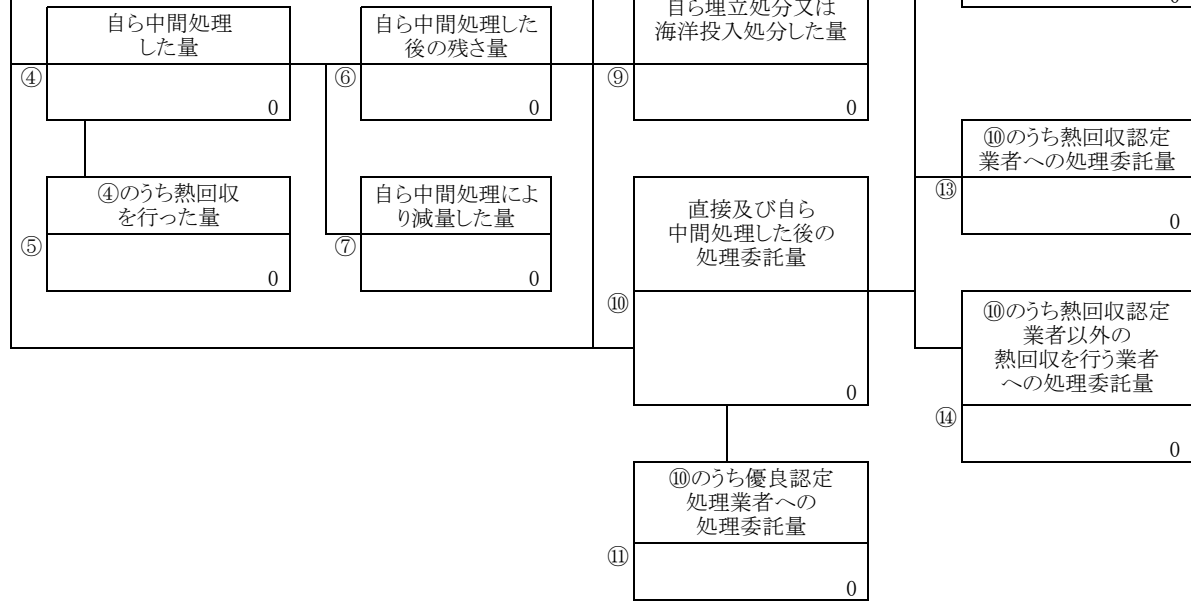 自ら中間処理
した量
④
0
自ら中間処理した
後の残さ量
⑥
0
自ら埋立処分又は
海洋投入処分した量
⑨
0
0
⑩のうち熱回収認定
業者への処理委託量
⑬
0
④のうち熱回収
を行った量
⑤
0
自ら中間処理によ
り減量した量
⑦
0
直接及び自ら
中間処理した後の
処理委託量
⑩
0
⑩のうち熱回収認定
業者以外の
熱回収を行う業者
への処理委託量
⑭
0
⑩のうち優良認定
処理業者への
処理委託量
⑪
0